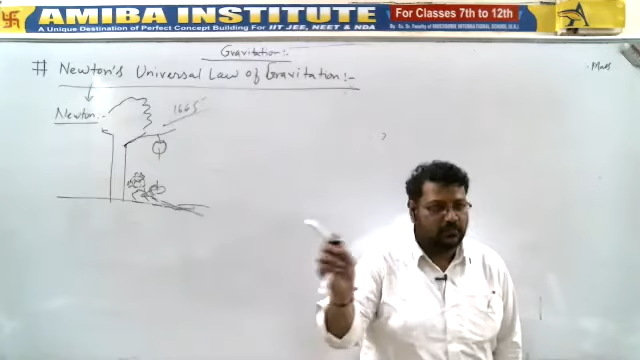 AMIBA INSTITUTE
A Unique Destination of Perfect Concept Building For IIT JEE, NEET & NDA
For Classes 7th to 12th
Gravitation:-
# Newton's Universal Law of Gravitation:-
Mass
Newton:-
1665